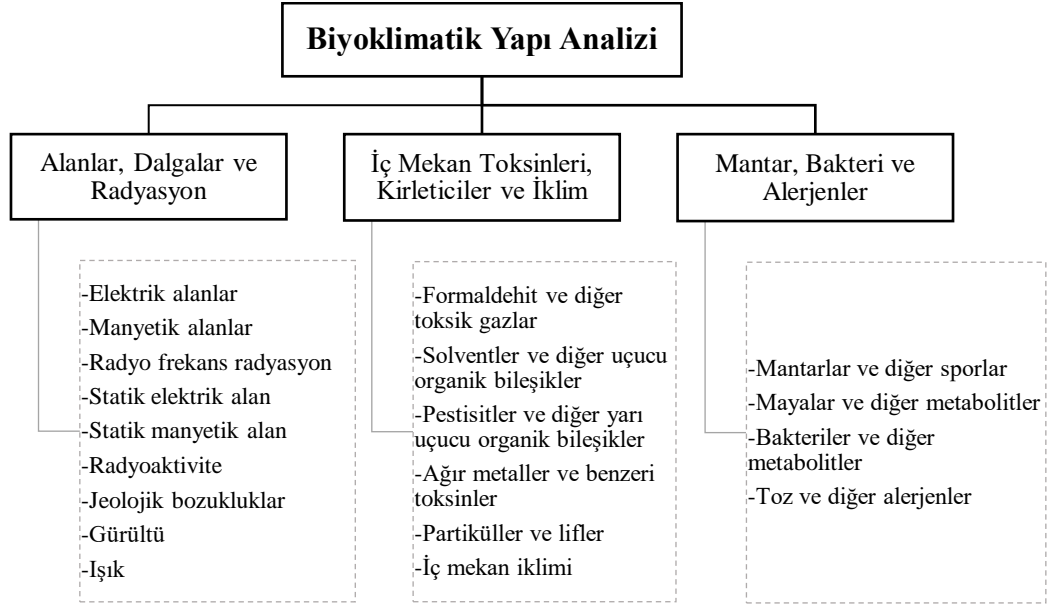 Biyoklimatik Yapı Analizi
Alanlar, Dalgalar ve
Radyasyon
-Elektrik alanlar
-Manyetik alanlar
-Radyo frekans radyasyon
-Statik elektrik alan
-Statik manyetik alan
-Radyoaktivite
-Jeolojik bozukluklar
-Gürültü
-Işık
İç Mekan Toksinleri,
Kirleticiler ve İklim
-Formaldehit ve diğer
toksik gazlar
-Solventler ve diğer uçucu
organik bileşikler
-Pestisitler ve diğer yarı
uçucu organik bileşikler
-Ağır metaller ve benzeri
toksinler
-Partiküller ve lifler
-İç mekan iklimi
Mantar, Bakteri ve
Alerjenler
-Mantarlar ve diğer sporlar
-Mayalar ve diğer metabolitler
-Bakteriler ve diğer
metabolitler
-Toz ve diğer alerjenler